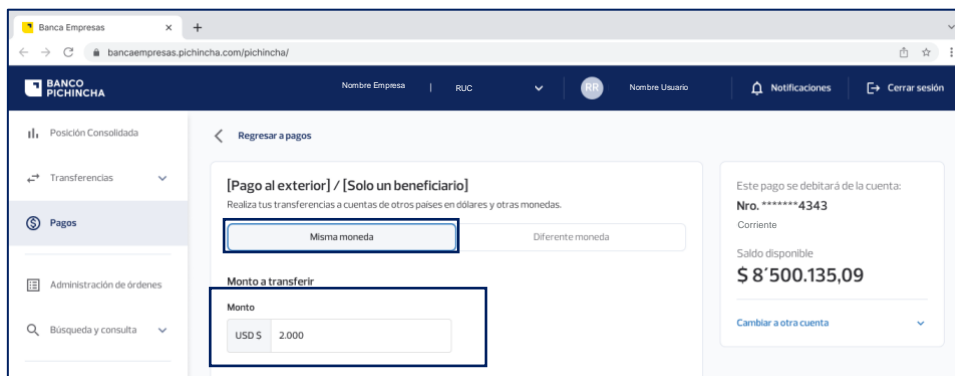 Banca Empresas
bancaempresas.pichincha.com/pichincha/
BANCO
PICHINCHA
Nombre Empresa | RUC
RR
Nombre Usuario
Notificaciones
Cerrar sesión
Posición Consolidada
Transferencias
Pagos
Administración de órdenes
Búsqueda y consulta
Regresar a pagos
[Pago al exterior] / [Solo un beneficiario]
Realiza tus transferencias a cuentas de otros países en dólares y otras monedas.
Misma moneda
Diferente moneda
Monto a transferir
Monto
USD $ 2.000
Este pago se debitará de la cuenta:
Nro. *******4343
Corriente
Saldo disponible
$ 8´500.135,09
Cambiar a otra cuenta